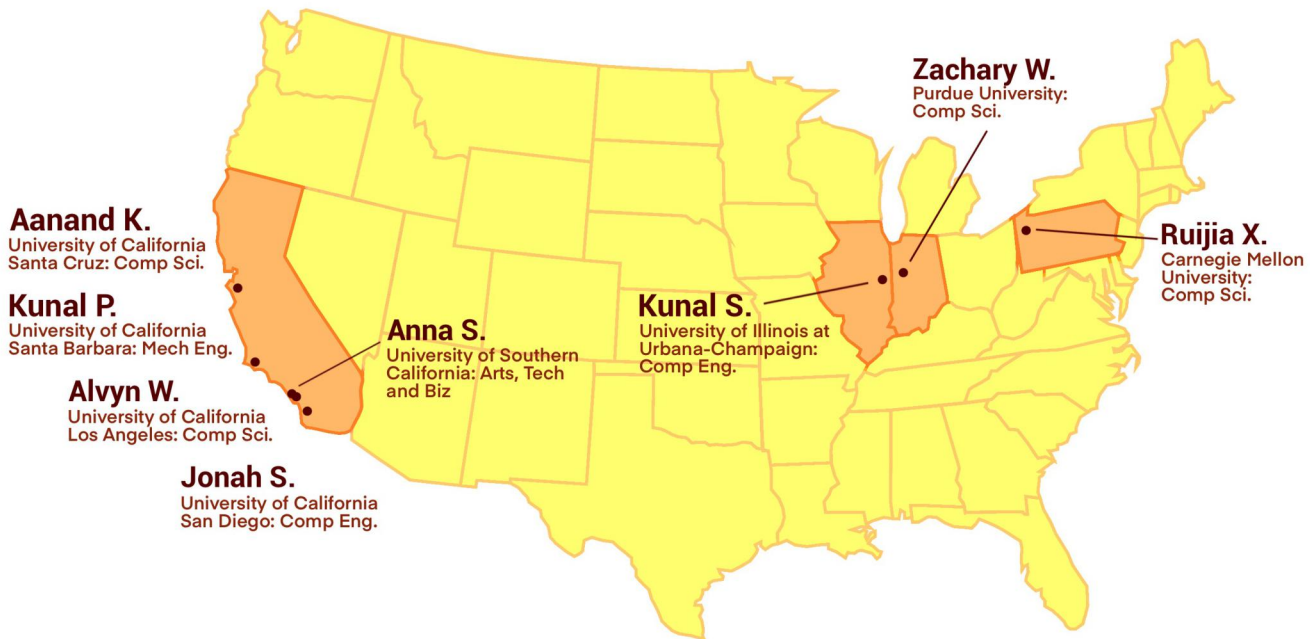 Zachary W.
Purdue University:
Comp Sci.
Aanand K.
University of California
Santa Cruz: Comp Sci.
Ruijia X.
Carnegie Mellon
University:
Comp Sci.
Kunal P.
University of California
Santa Barbara: Mech Eng.
Anna S.
University of Southern
California: Arts, Tech
and Biz
Kunal S.
University of Illinois at
Urbana-Champaign:
Comp Eng.
Alvyn W.
University of California
Los Angeles: Comp Sci.
Jonah S.
University of California
San Diego: Comp Eng.